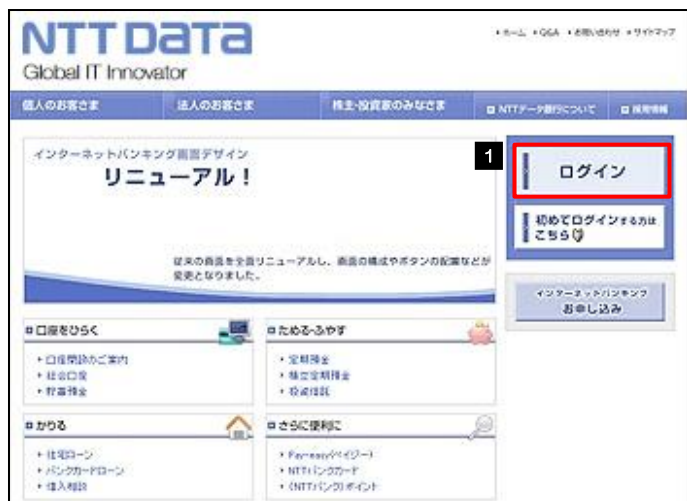 NTT DATA
Global IT Innovator
・ホーム ・Q&A ・お問い合わせ ・サイトマップ
個人のお客さま 法人のお客さま 株主・投資家のみなさま NTTデータ銀行について 採用情報
インターネットバンキング画面デザイン
リニューアル!
従来の画面を全面リニューアルし、画面の構成やボタンの配置などが
変更となりました。
1
ログイン
初めてログインする方は
こちら
インターネットバンキング
お申し込み
口座をひらく
・口座開設のご案内
・総合口座
・貯蓄預金
ためる・ふやす
・定期預金
・積立定期預金
・投資信託
かりる
・住宅ローン
・バンクカードローン
・借入相談
さらに便利に
・Pay-easy(ペイジー)
・NTTバンクカード
・〈NTTバンク〉ポイント